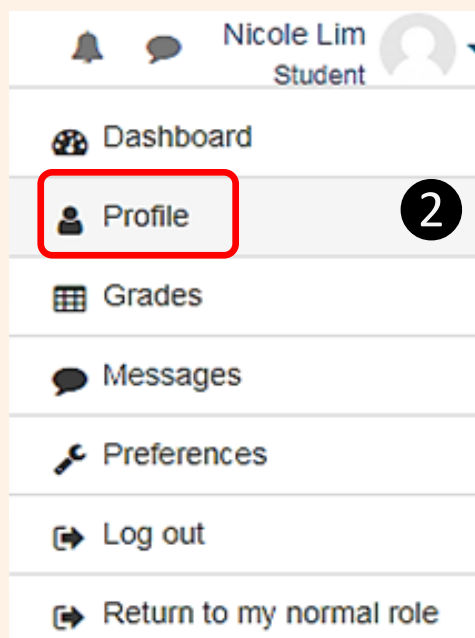 Nicole Lim
Student
Dashboard
Profile
2
Grades
Messages
Preferences
Log out
Return to my normal role